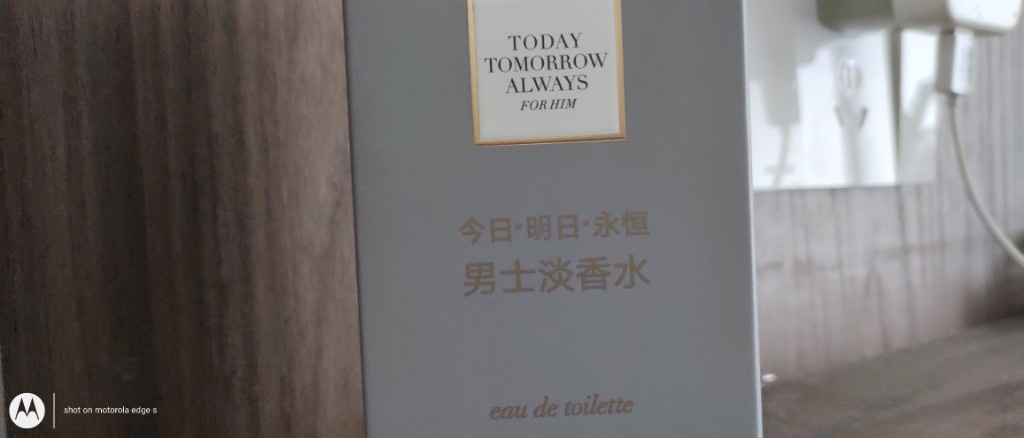 TODAY
TOMORROW
ALWAYS
FOR HIM
今日·明日·永恒
男士淡香水
eau de toilette
shot on motorola edge s